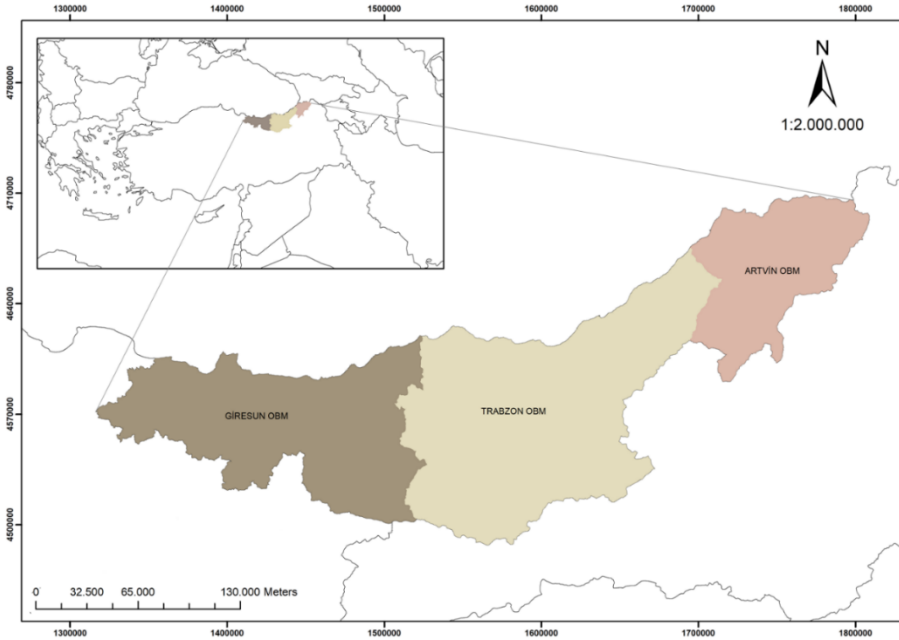 1300000 1400000 1500000 1600000 1700000 1800000
4780000
4710000
4640000
4570000
4500000
N
1:2.000.000
ARTVİN OBM
TRABZON OBM
GİRESUN OBM
0 32.500 65.000 130.000 Meters
1300000 1400000 1500000 1600000 1700000 1800000